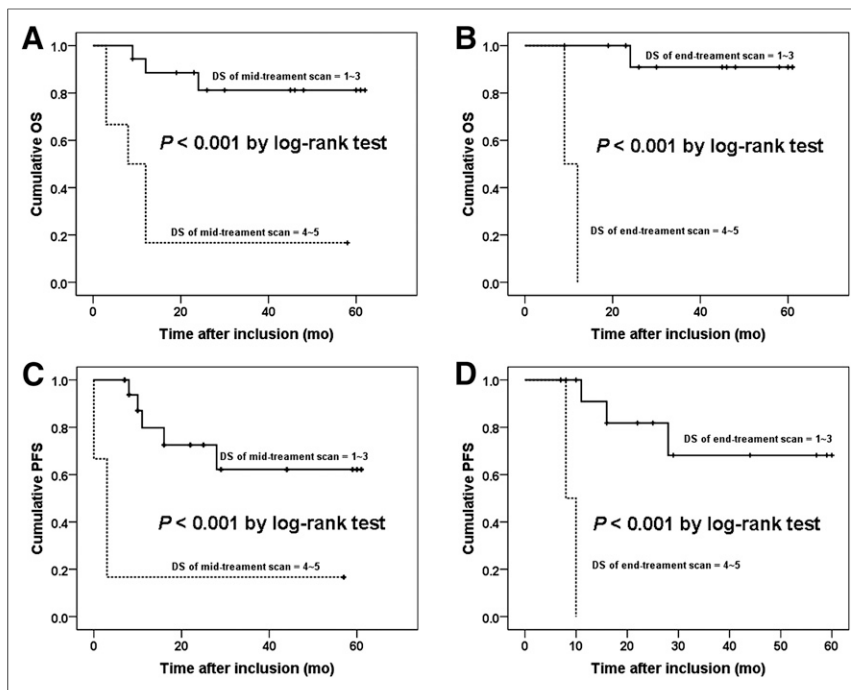 A
Cumulative OS
1.0
0.8
0.6
0.4
0.2
0.0
DS of mid-treament scan = 1~3
P < 0.001 by log-rank test
DS of mid-treament scan = 4~5
0 20 40 60
Time after inclusion (mo)
B
Cumulative OS
1.0
0.8
0.6
0.4
0.2
0.0
DS of end-treament scan = 1~3
P < 0.001 by log-rank test
DS of end-treament scan = 4~5
0 20 40 60
Time after inclusion (mo)
C
Cumulative PFS
1.0
0.8
0.6
0.4
0.2
0.0
DS of mid-treament scan = 1~3
P < 0.001 by log-rank test
DS of mid-treament scan = 4~5
0 20 40 60
Time after inclusion (mo)
D
Cumulative PFS
1.0
0.8
0.6
0.4
0.2
0.0
DS of end-treament scan = 1~3
P < 0.001 by log-rank test
DS of end-treament scan = 4~5
0 10 20 30 40 50 60
Time after inclusion (mo)